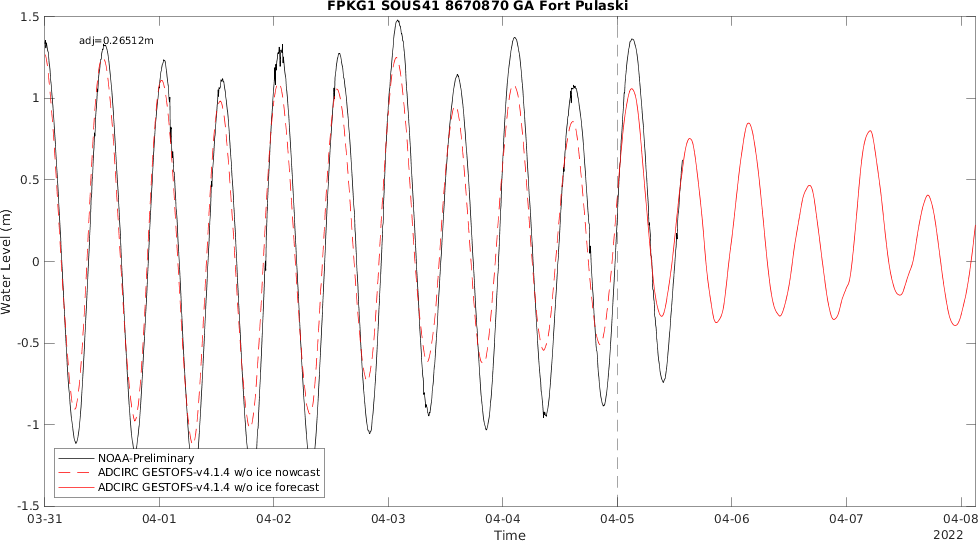 FPKG1 SOUS41 8670870 GA Fort Pulaski
adj=0.26512m
1.5
1
0.5
0
-0.5
-1
-1.5
Water Level (m)
NOAA-Preliminary
ADCIRC GESTOFS-v4.1.4 w/o ice nowcast
ADCIRC GESTOFS-v4.1.4 w/o ice forecast
03-31 04-01 04-02 04-03 04-04 04-05 04-06 04-07 04-08
Time
2022